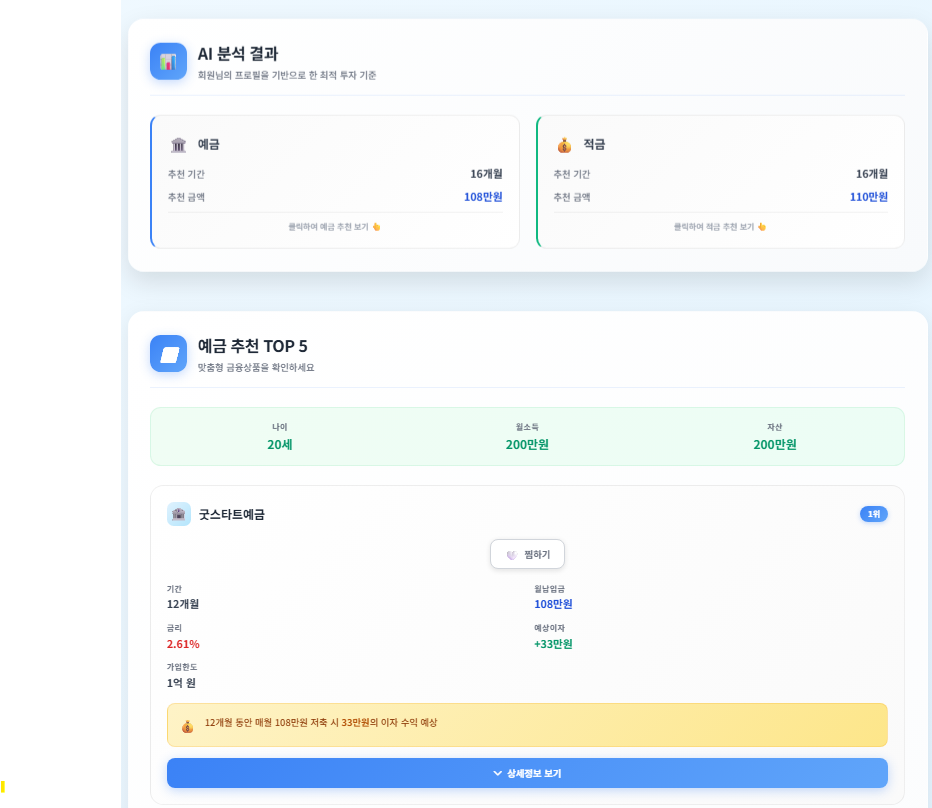 AI 분석 결과
회원님의 프로필을 기반으로 한 최적 투자 기준
예금
추천 기간 16개월
추천 금액 108만원
클릭하여 예금 추천 보기
적금
추천 기간 16개월
추천 금액 110만원
클릭하여 적금 추천 보기
예금 추천 TOP 5
맞춤형 금융상품을 확인하세요
나이
20세
월소득
200만원
자산
200만원
굿스타트예금
1위
찜하기
기간
12개월
월납입금
108만원
금리
2.61%
예상이자
+33만원
가입한도
1억 원
12개월 동안 매월 108만원 저축 시 33만원의 이자 수익 예상
상세정보 보기